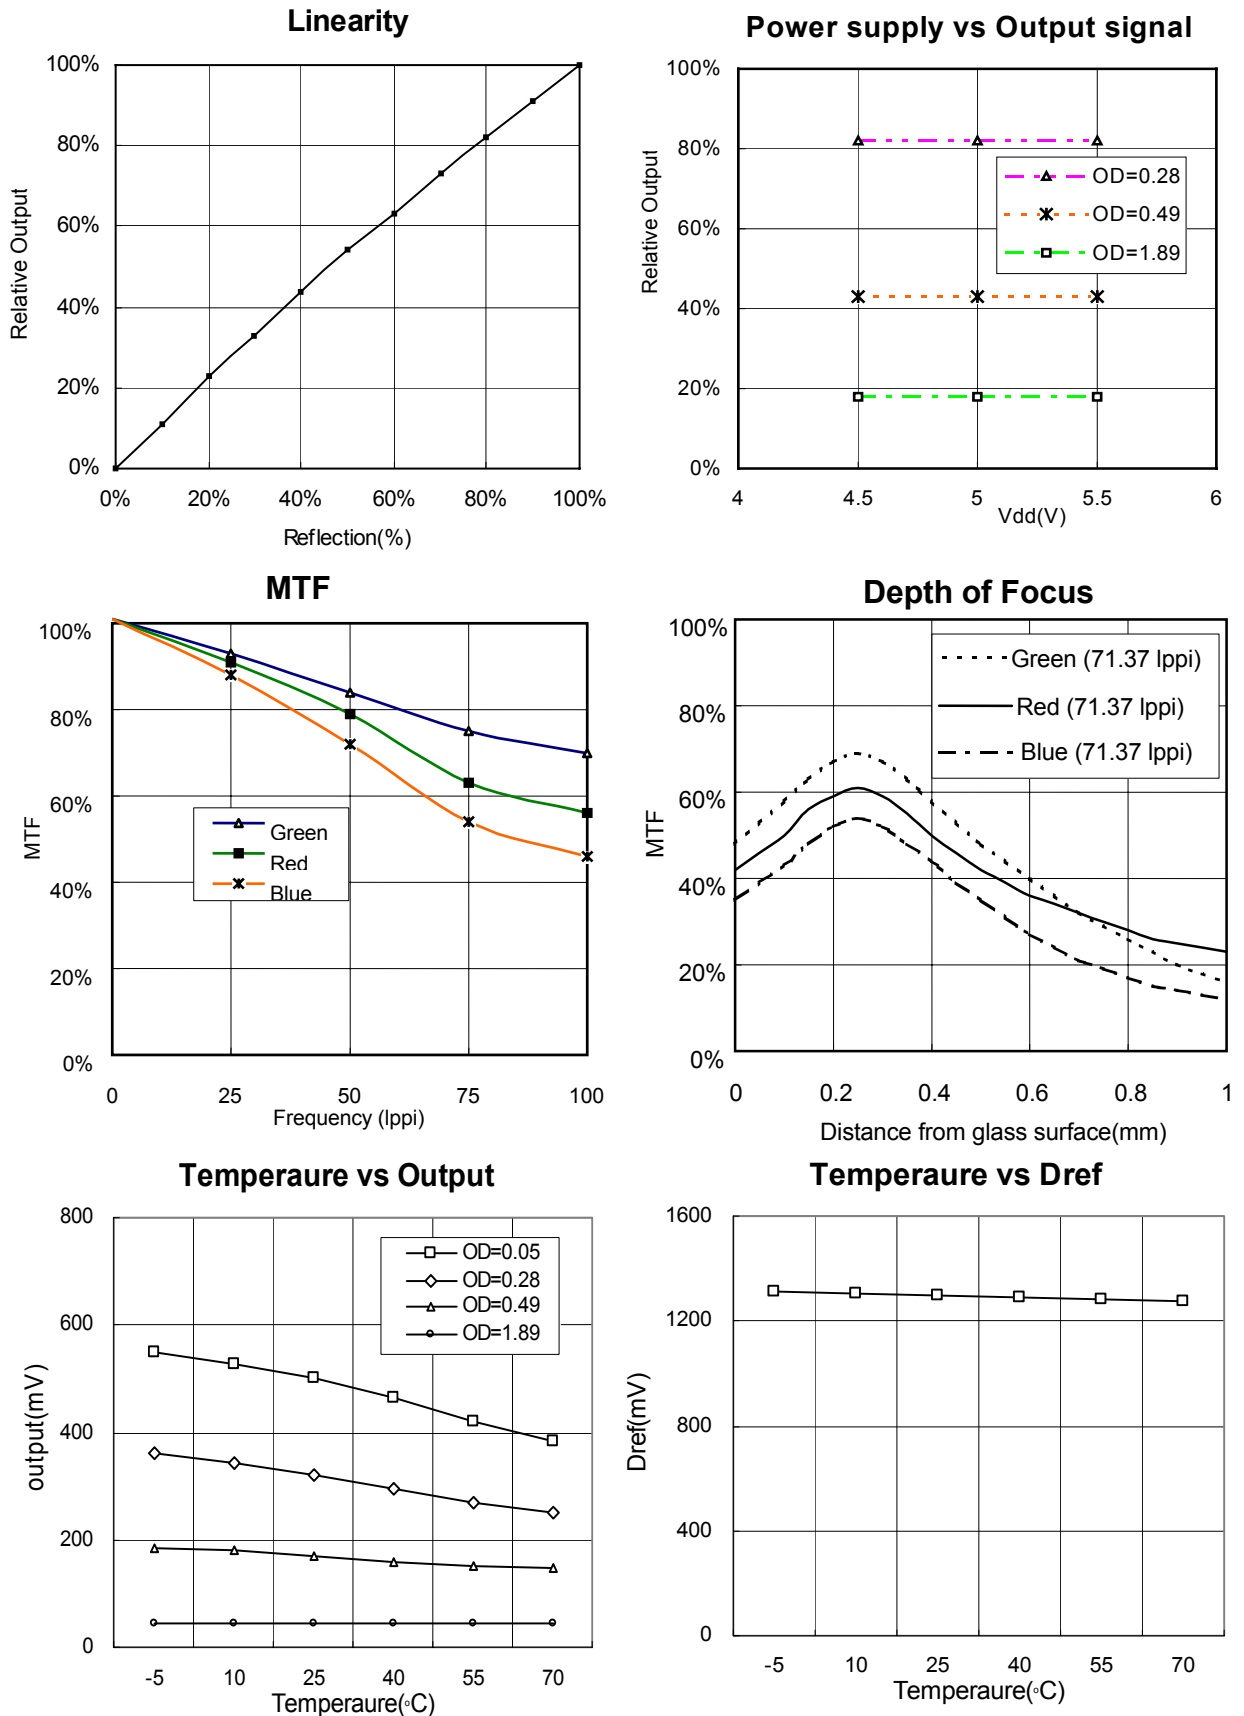 Linearity
100%
80%
60%
40%
20%
0%
Relative Output
0% 20% 40% 60% 80% 100%
Reflection(%)
Power supply vs Output signal
100%
80%
60%
40%
20%
0%
Relative Output
OD=0.28
OD=0.49
OD=1.89
4 4.5 5 5.5 6
Vdd(V)
MTF
100%
80%
60%
40%
20%
0%
MTF
Green
Red
Blue
0 25 50 75 100
Frequency (lppi)
Depth of Focus
100%
80%
60%
40%
20%
0%
MTF
Green (71.37 lppi)
Red (71.37 lppi)
Blue (71.37 lppi)
0 0.2 0.4 0.6 0.8 1
Distance from glass surface(mm)
Temperaure vs Output
800
600
400
200
0
output(mV)
OD=0.05
OD=0.28
OD=0.49
OD=1.89
-5 10 25 40 55 70
Temperaure(◦C)
Temperaure vs Dref
1600
1200
800
400
0
Dref(mV)
-5 10 25 40 55 70
Temperaure(◦C)